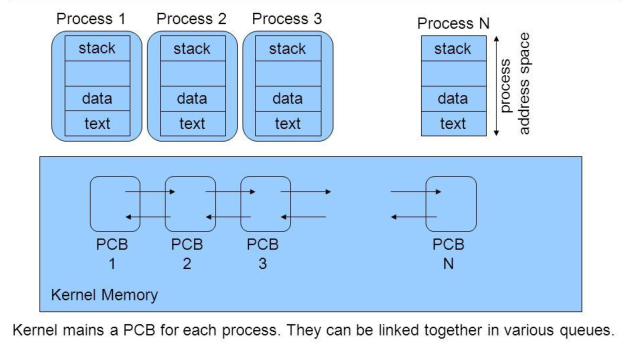 Process 1 Process 2 Process 3
Process N
stack stack stack stack
data data data data
text text text text
process
address space
PCB PCB PCB PCB
1 2 3 N
Kernel Memory
Kernel mains a PCB for each process. They can be linked together in various queues.